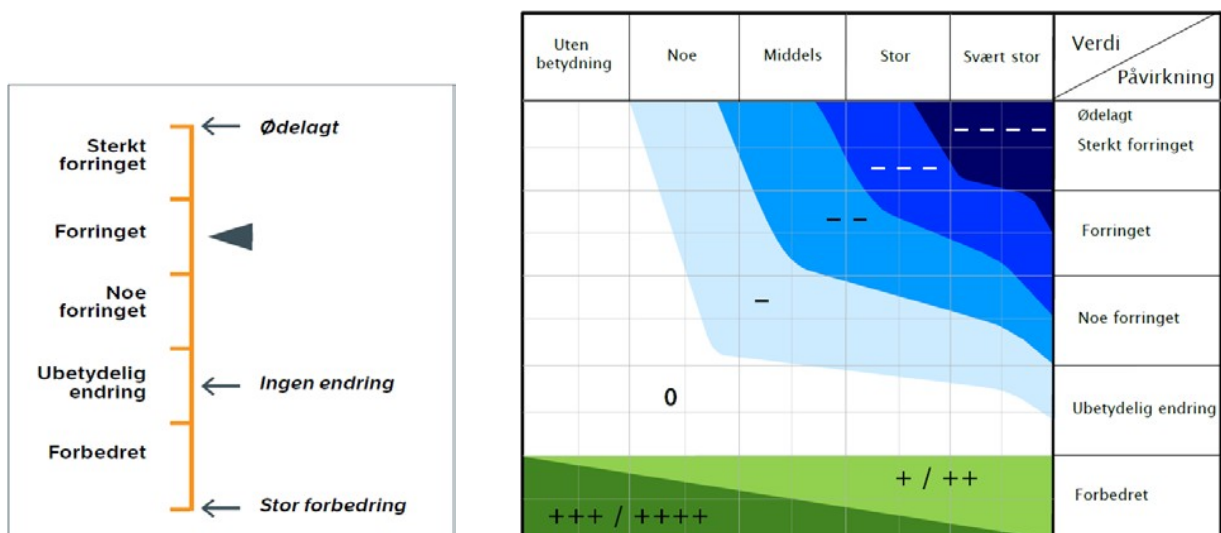 Sterkt
forringet
Forringet
Noe
forringet
Ubetydelig
endring
Forbedret
Ødelagt
Ingen endring
Stor forbedring
Uten
betydning
Noe
Middels
Stor
Svært stor
Verdi
Påvirkning
Ødelagt
Sterkt forringet
Forringet
Noe forringet
Ubetydelig endring
Forbedret
– – – –
– – –
– –
–
0
+ / ++
+++ / ++++